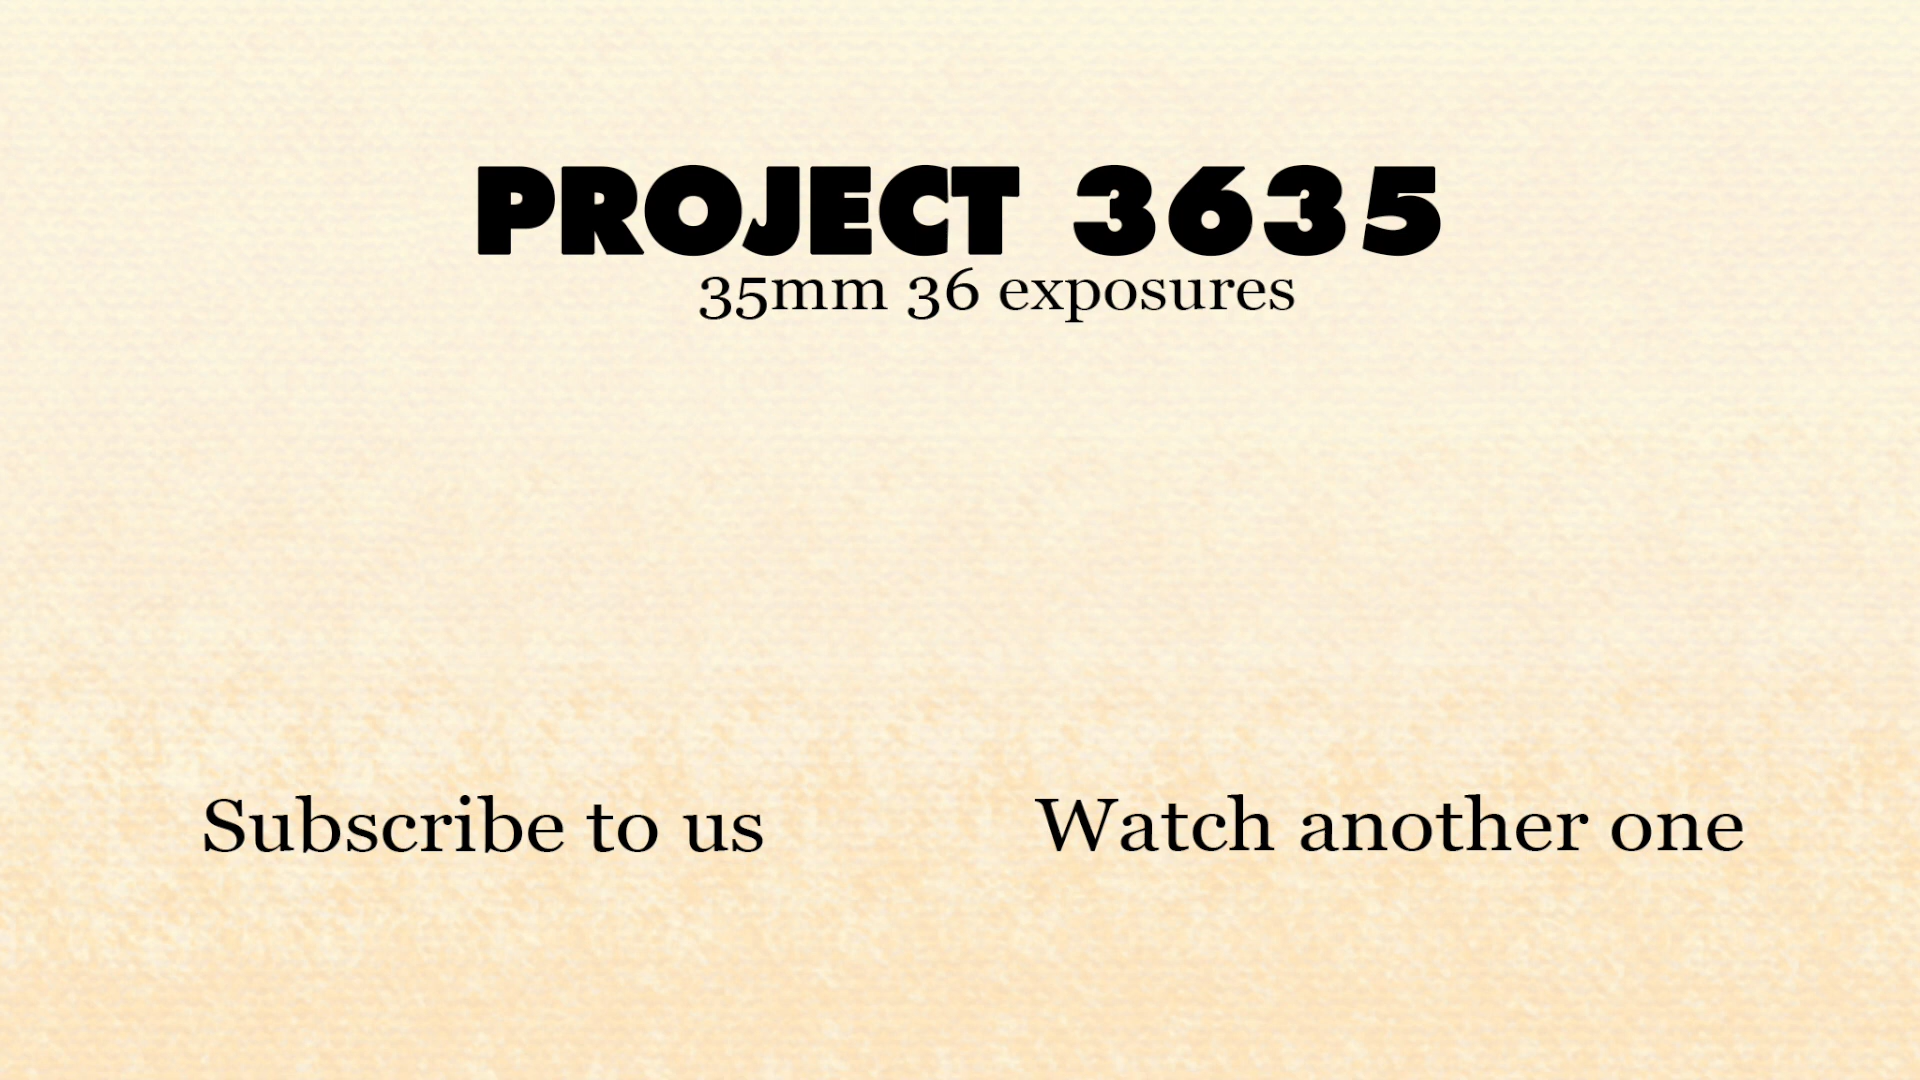 PROJECT 3635
35mm 36 exposures
Subscribe to us
Watch another one